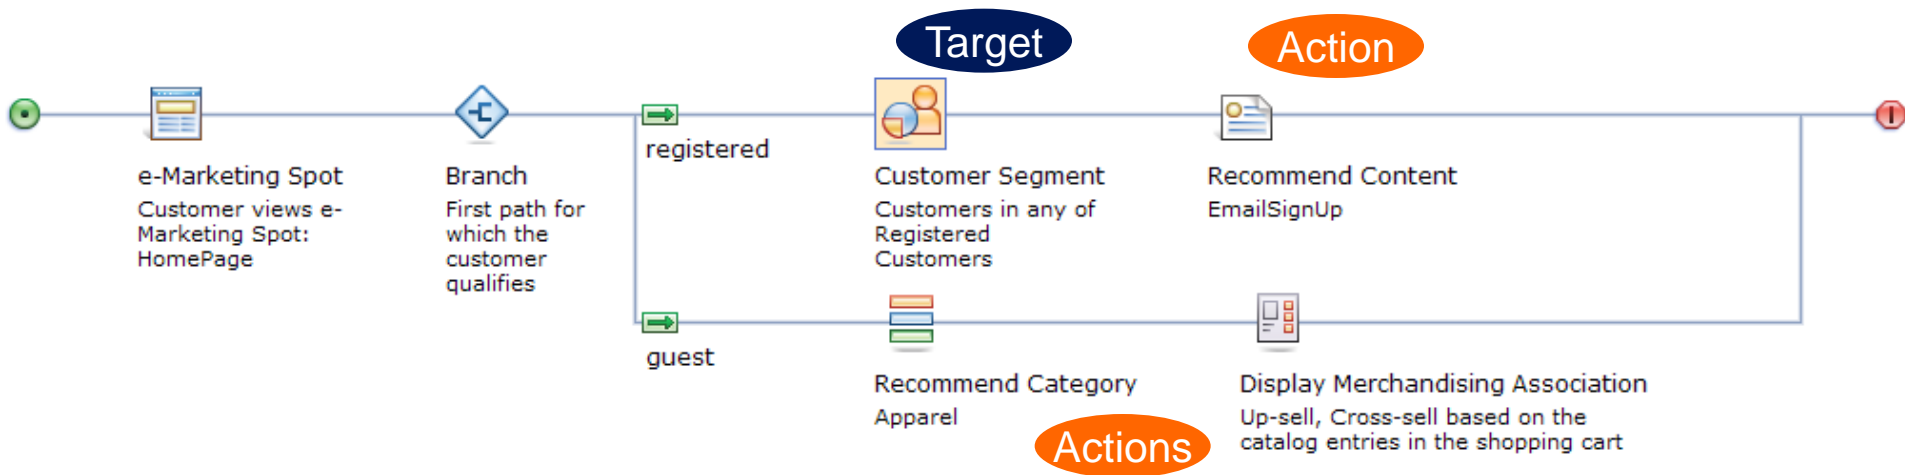 Target
Action
registered
e-Marketing Spot
Customer views e-
Marketing Spot:
HomePage
Branch
First path for
which the
customer
qualifies
Customer Segment
Customers in any of
Registered
Customers
Recommend Content
EmailSignUp
guest
Recommend Category
Apparel
Actions
Display Merchandising Association
Up-sell, Cross-sell based on the
catalog entries in the shopping cart